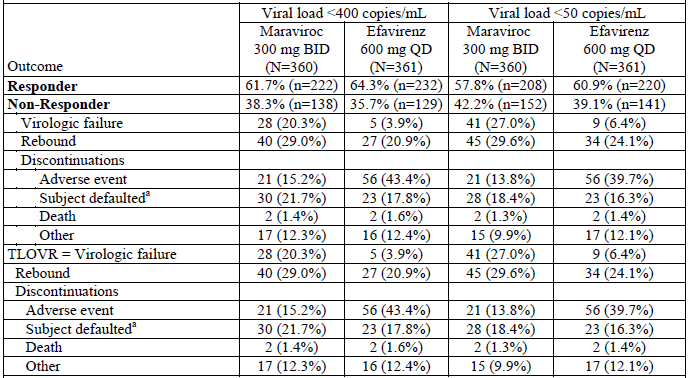 Viral load <400 copies/mL Viral load <50 copies/mL
Outcome Maraviroc 300 mg BID (N=360) Efavirenz 600 mg QD (N=361) Maraviroc 300 mg BID (N=360) Efavirenz 600 mg QD (N=361)
Responder 61.7% (n=222) 64.3% (n=232) 57.8% (n=208) 60.9% (n=220)
Non-Responder 38.3% (n=138) 35.7% (n=129) 42.2% (n=152) 39.1% (n=141)
Virologic failure 28 (20.3%) 5 (3.9%) 41 (27.0%) 9 (6.4%)
Rebound 40 (29.0%) 27 (20.9%) 45 (29.6%) 34 (24.1%)
Discontinuations
Adverse event 21 (15.2%) 56 (43.4%) 21 (13.8%) 56 (39.7%)
Subject defaultedᵃ 30 (21.7%) 23 (17.8%) 28 (18.4%) 23 (16.3%)
Death 2 (1.4%) 2 (1.6%) 2 (1.3%) 2 (1.4%)
Other 17 (12.3%) 16 (12.4%) 15 (9.9%) 17 (12.1%)
TLOVR = Virologic failure 28 (20.3%) 5 (3.9%) 41 (27.0%) 9 (6.4%)
Rebound 40 (29.0%) 27 (20.9%) 45 (29.6%) 34 (24.1%)
Discontinuations
Adverse event 21 (15.2%) 56 (43.4%) 21 (13.8%) 56 (39.7%)
Subject defaultedᵃ 30 (21.7%) 23 (17.8%) 28 (18.4%) 23 (16.3%)
Death 2 (1.4%) 2 (1.6%) 2 (1.3%) 2 (1.4%)
Other 17 (12.3%) 16 (12.4%) 15 (9.9%) 17 (12.1%)